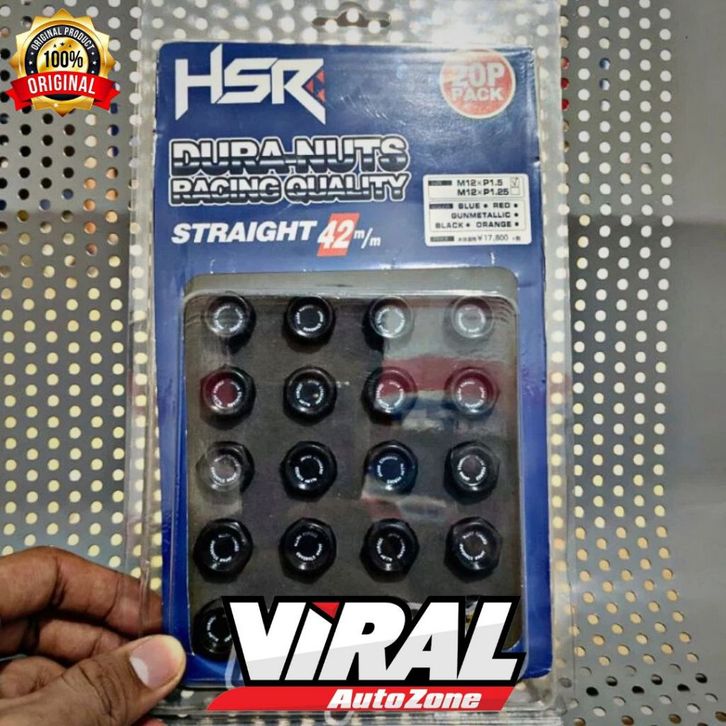 ORIGINAL PRODUCT
100%
ORIGINAL
HSR
20P
PACK
DURA-NUTS
RACING QUALITY
STRAIGHT 42 m/m
M12×P1.5 ✓
M12×P1.25
BLUE • RED •
GUNMETALLIC •
BLACK • ORANGE •
¥17,800
ViRAL
AutoZone